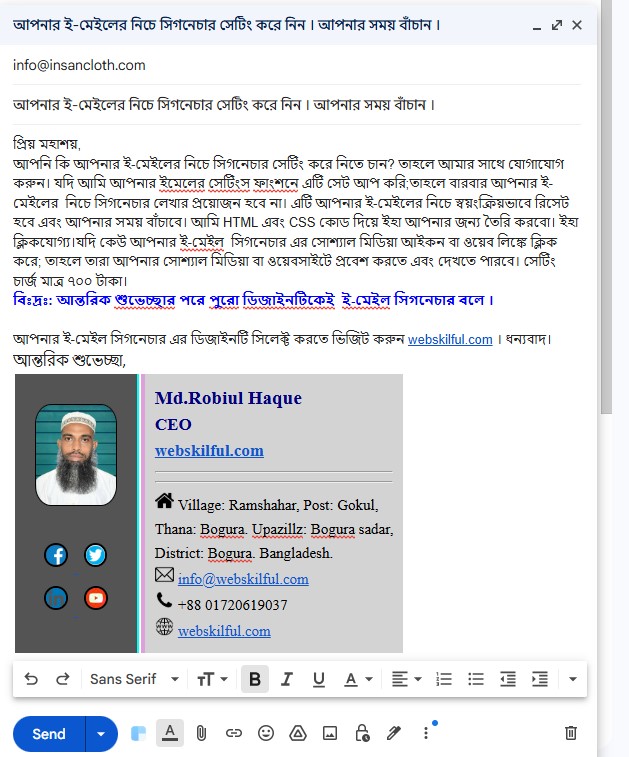 আপনার ই-মেইলের নিচে সিগনেচার সেটিং করে নিন। আপনার সময় বাঁচান।
info@insancloth.com
আপনার ই-মেইলের নিচে সিগনেচার সেটিং করে নিন। আপনার সময় বাঁচান।
প্রিয় মহাশয়,
আপনি কি আপনার ই-মেইলের নিচে সিগনেচার সেটিং করে নিতে চান? তাহলে আমার সাথে যোগাযোগ
করুন। যদি আমি আপনার ইমেলের সেটিংস ফাংশনে এটি সেট আপ করি;তাহলে বারবার আপনার ই-
মেইলের নিচে সিগনেচার লেখার প্রয়োজন হবে না। এটি আপনার ই-মেইলের নিচে স্বয়ংক্রিয়ভাবে রিসেট
হবে এবং আপনার সময় বাঁচাবে। আমি HTML এবং CSS কোড দিয়ে ইহা আপনার জন্য তৈরি করবো। ইহা
ক্লিকযোগ্য।যদি কেউ আপনার ই-মেইল সিগনেচার এর সোশ্যাল মিডিয়া আইকন বা ওয়েব লিঙ্কে ক্লিক
করে; তাহলে তারা আপনার সোশ্যাল মিডিয়া বা ওয়েবসাইটে প্রবেশ করতে এবং দেখতে পারবে। সেটিং
চার্জ মাত্র ৭০০ টাকা।
বিঃদ্রঃ আন্তরিক শুভেচ্ছার পরে পুরো ডিজাইনটিকেই ই-মেইল সিগনেচার বলে।
আপনার ই-মেইল সিগনেচার এর ডিজাইনটি সিলেক্ট করতে ভিজিট করুন webskilful.com । ধন্যবাদ।
আন্তরিক শুভেচ্ছা,
Md.Robiul Haque
CEO
webskilful.com
Village: Ramshahar, Post: Gokul,
Thana: Bogura. Upazillz: Bogura sadar,
District: Bogura. Bangladesh.
info@webskilful.com
+88 01720619037
webskilful.com
Sans Serif
Send